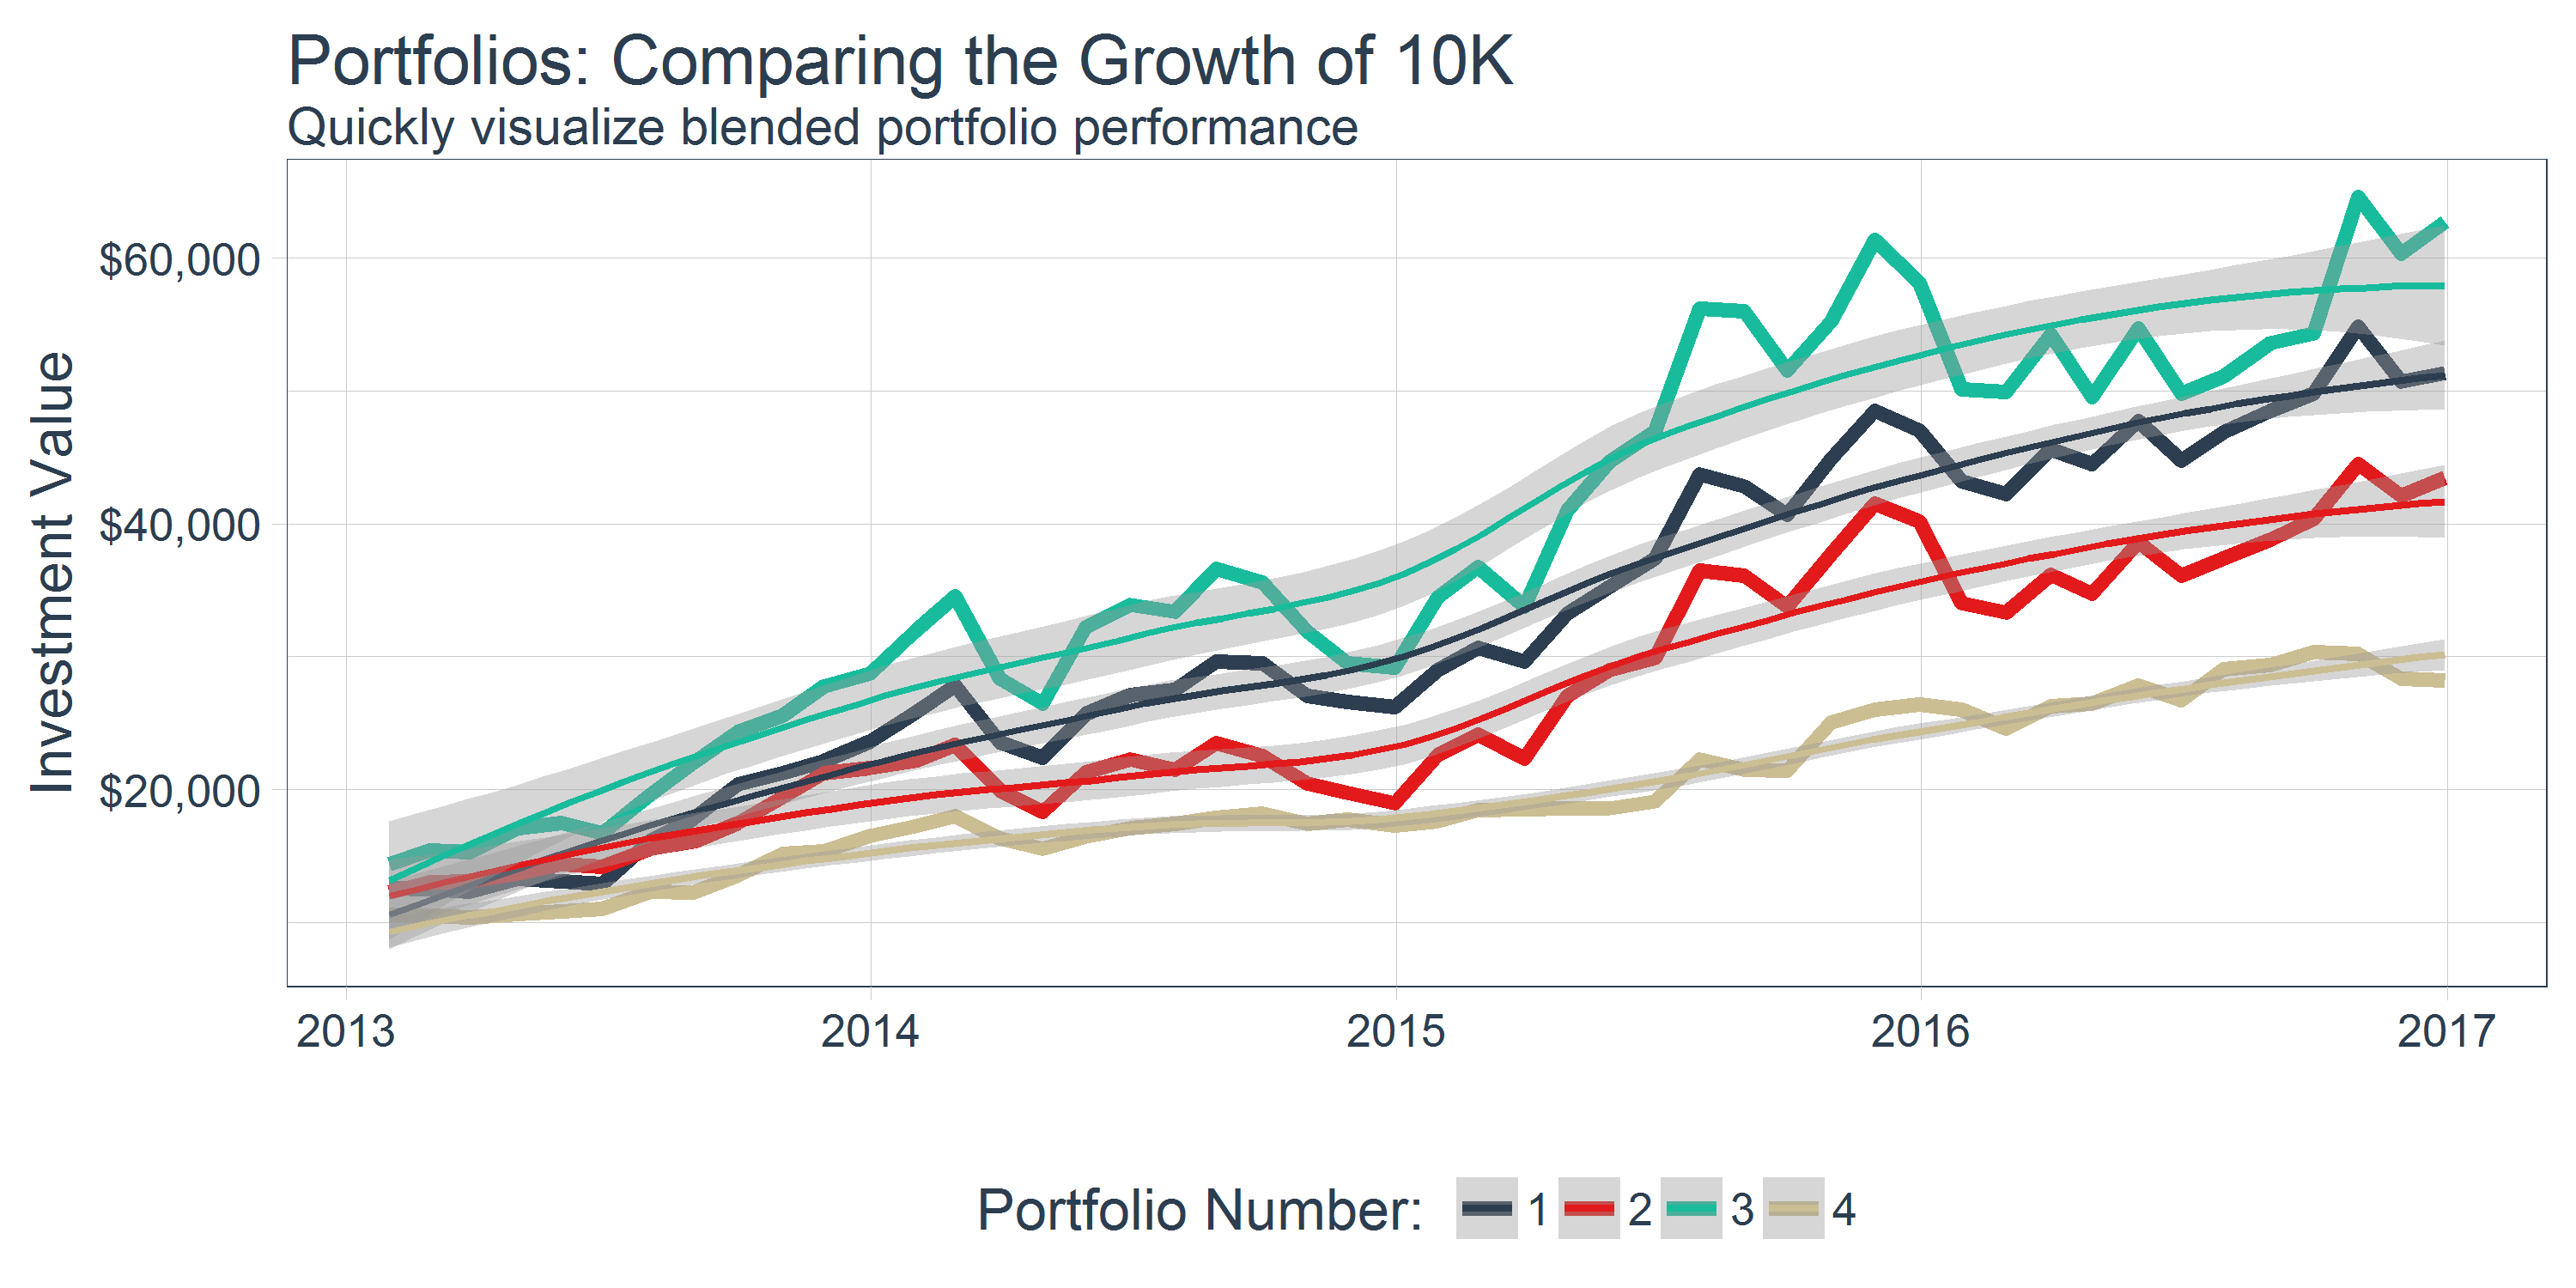 Portfolios: Comparing the Growth of 10K
Quickly visualize blended portfolio performance
Investment Value
$60,000
$40,000
$20,000
2013 2014 2015 2016 2017
Portfolio Number: 1 2 3 4